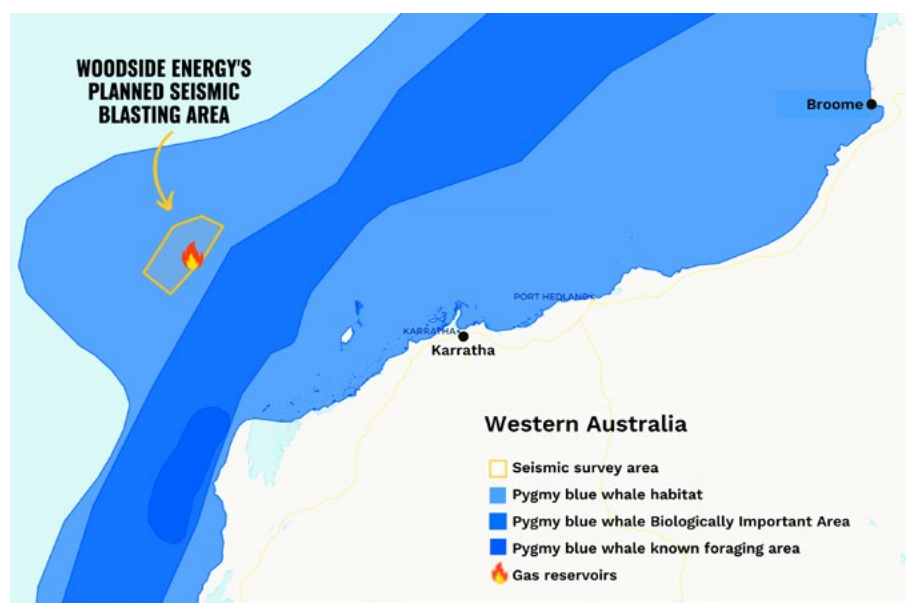 WOODSIDE ENERGY'S
PLANNED SEISMIC
BLASTING AREA
Broome
PORT HEDLAND
KARRATHA
Karratha
Western Australia
Seismic survey area
Pygmy blue whale habitat
Pygmy blue whale Biologically Important Area
Pygmy blue whale known foraging area
Gas reservoirs